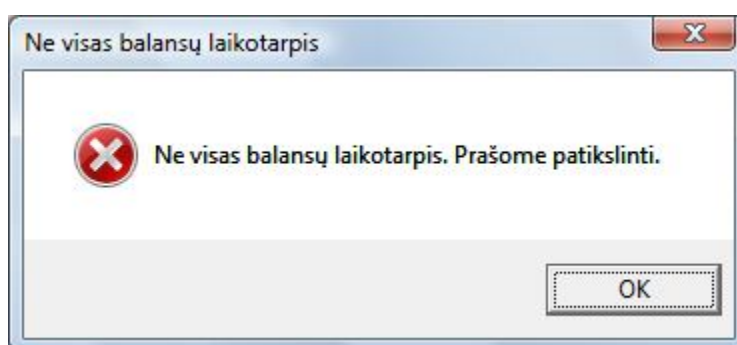 Ne visas balansų laikotarpis
Ne visas balansų laikotarpis. Prašome patikslinti.
OK